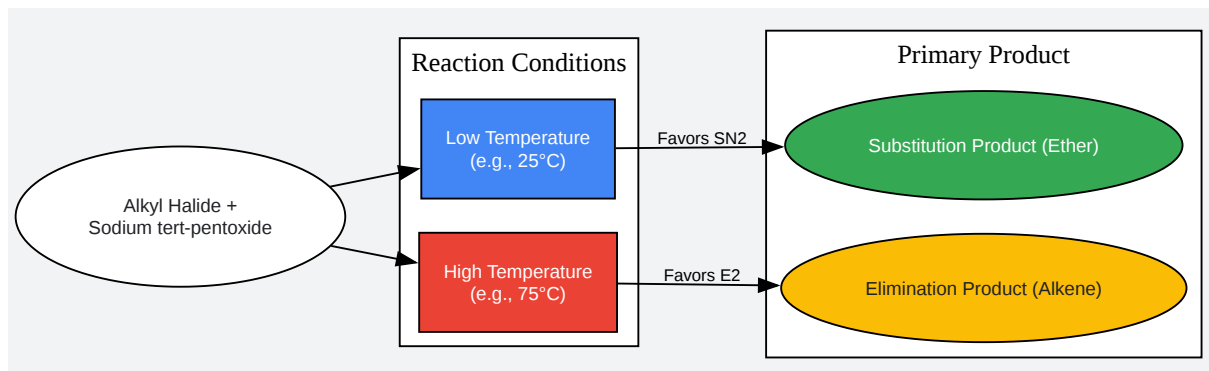 Alkyl Halide +
Sodium tert-pentoxide
Reaction Conditions
Low Temperature
(e.g., 25°C)
High Temperature
(e.g., 75°C)
Favors SN2
Favors E2
Primary Product
Substitution Product (Ether)
Elimination Product (Alkene)